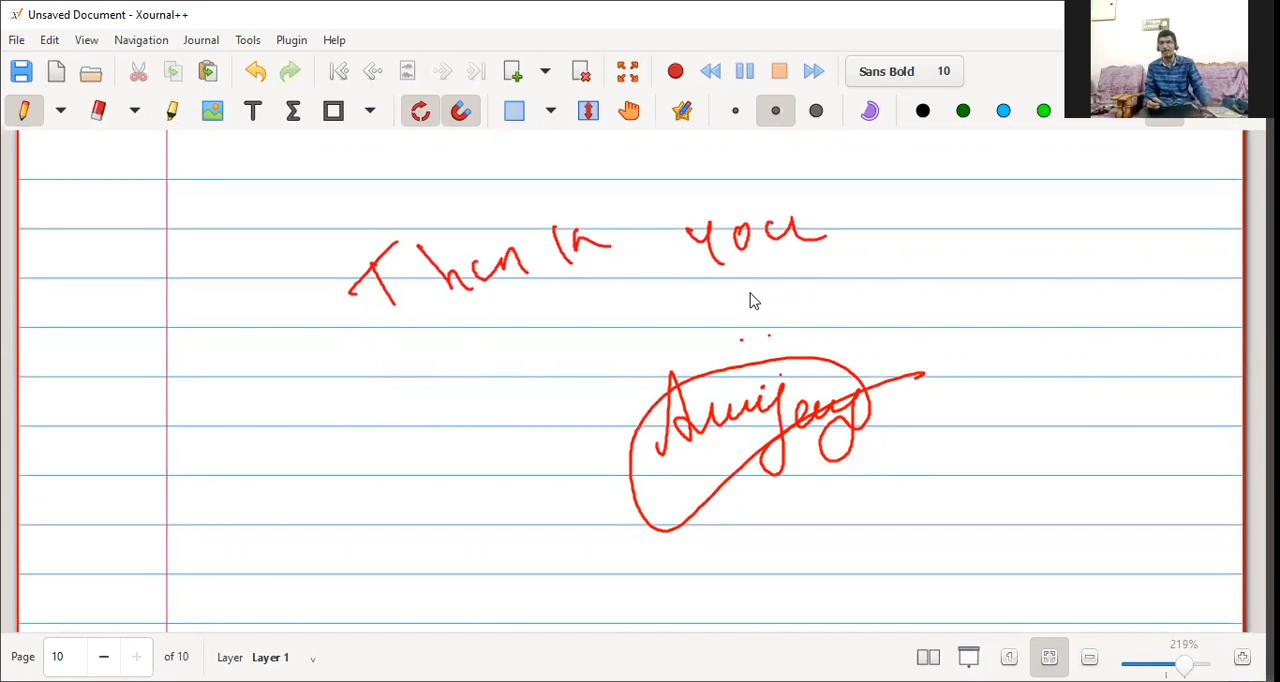 Unsaved Document - Xournal++
File Edit View Navigation Journal Tools Plugin Help
Sans Bold 10
Thank you
Page 10 of 10 Layer Layer 1 219%